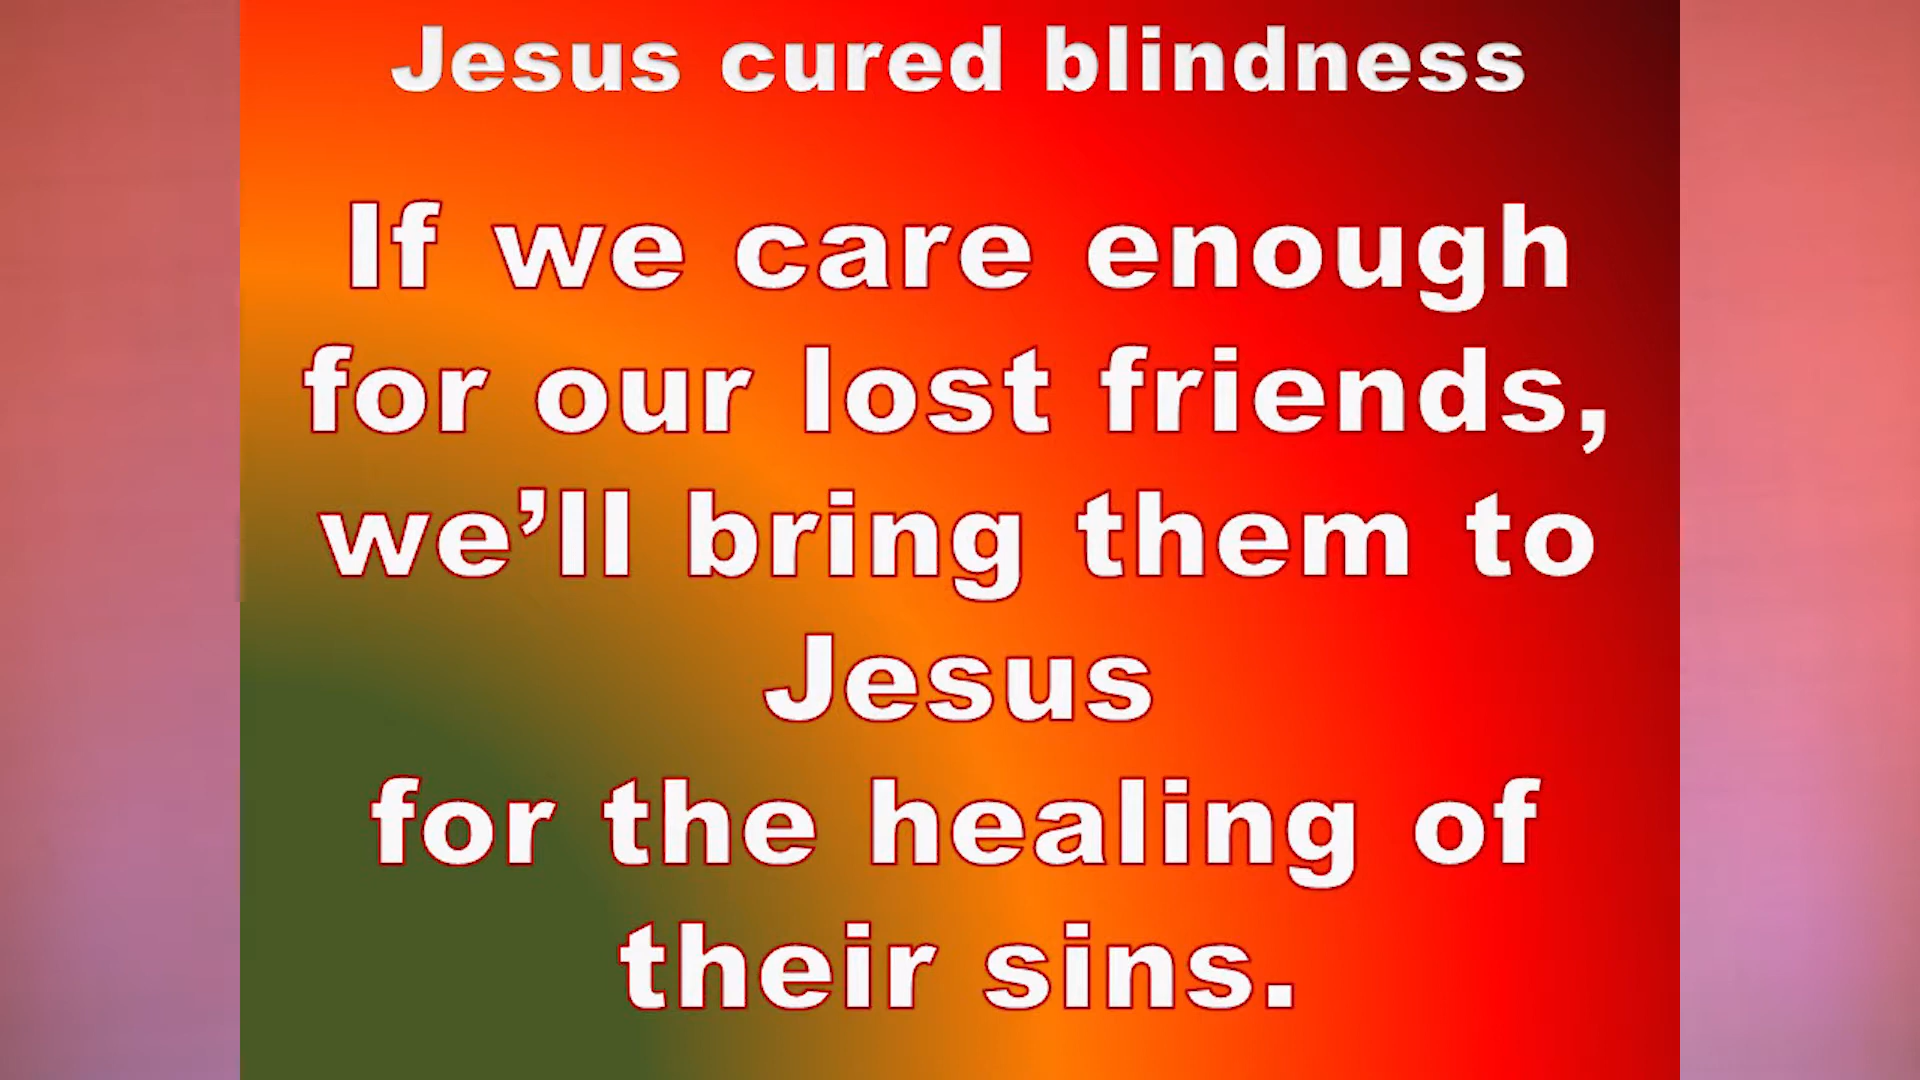 Jesus cured blindness
If we care enough
for our lost friends,
we’ll bring them to
Jesus
for the healing of
their sins.